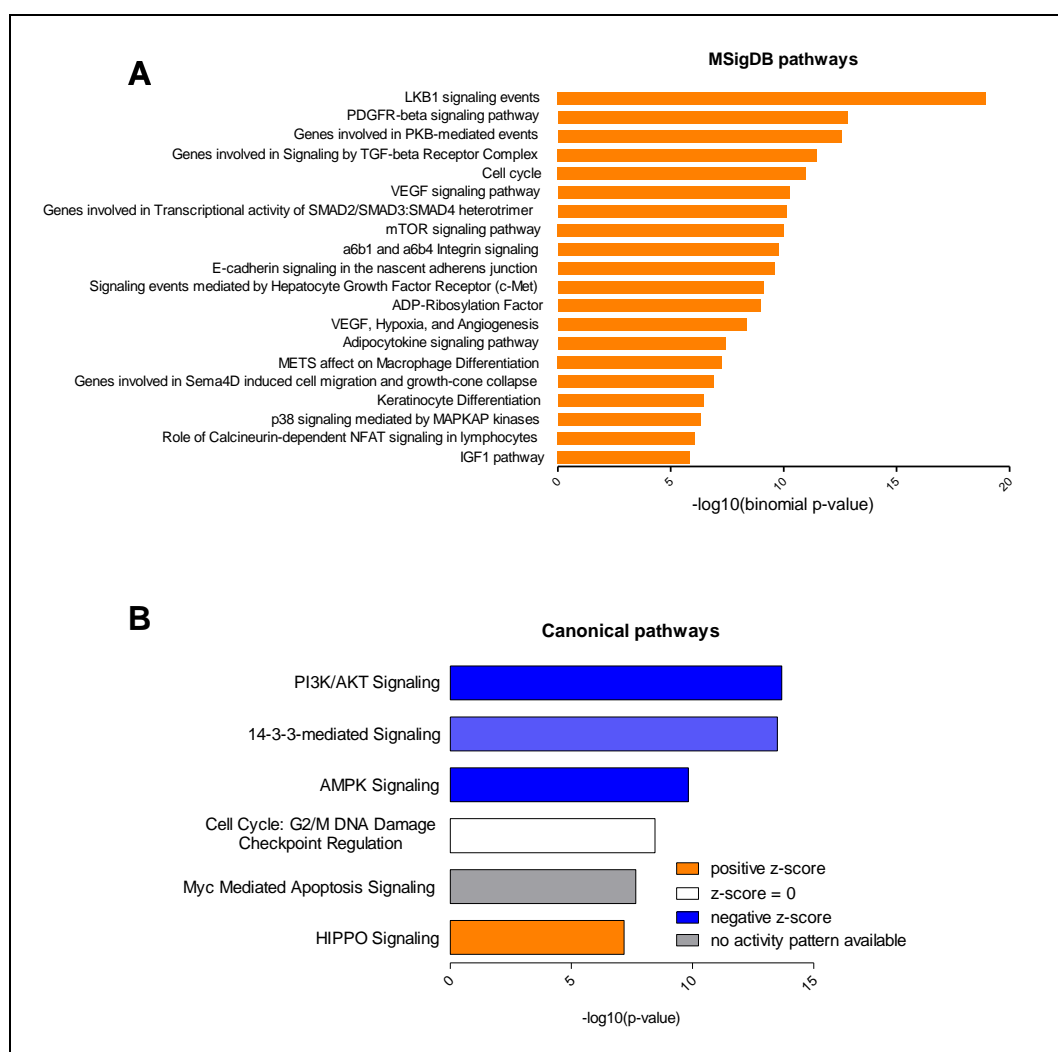 A
MSigDB pathways
LKB1 signaling events
PDGFR-beta signaling pathway
Genes involved in PKB-mediated events
Genes involved in Signaling by TGF-beta Receptor Complex
Cell cycle
VEGF signaling pathway
Genes involved in Transcriptional activity of SMAD2/SMAD3:SMAD4 heterotrimer
mTOR signaling pathway
a6b1 and a6b4 Integrin signaling
E-cadherin signaling in the nascent adherens junction
Signaling events mediated by Hepatocyte Growth Factor Receptor (c-Met)
ADP-Ribosylation Factor
VEGF, Hypoxia, and Angiogenesis
Adipocytokine signaling pathway
METS affect on Macrophage Differentiation
Genes involved in Sema4D induced cell migration and growth-cone collapse
Keratinocyte Differentiation
p38 signaling mediated by MAPKAP kinases
Role of Calcineurin-dependent NFAT signaling in lymphocytes
IGF1 pathway
0 5 10 15 20
-log10(binomial p-value)
B
Canonical pathways
PI3K/AKT Signaling
14-3-3-mediated Signaling
AMPK Signaling
Cell Cycle: G2/M DNA Damage
Checkpoint Regulation
Myc Mediated Apoptosis Signaling
HIPPO Signaling
positive z-score
z-score = 0
negative z-score
no activity pattern available
0 5 10 15
-log10(p-value)